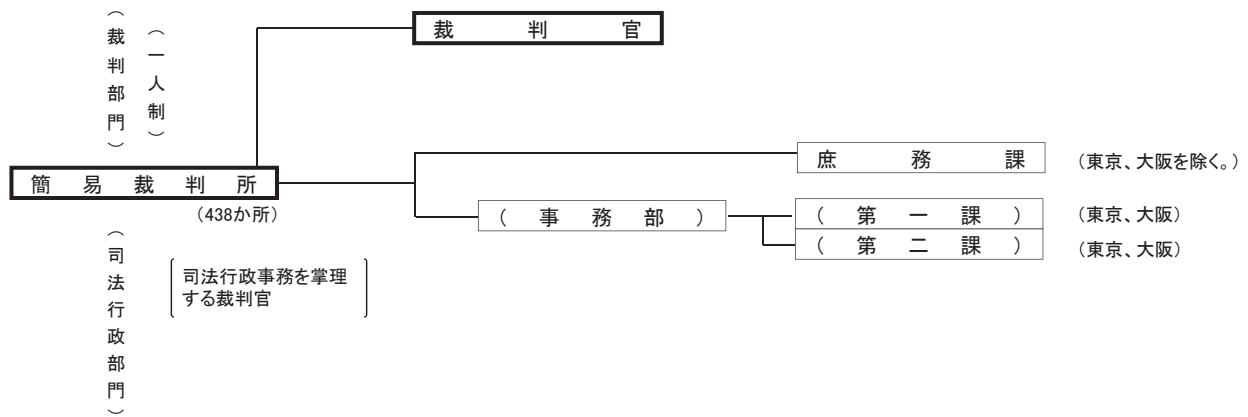 （裁判部門）
（一人制）
裁判官
簡易裁判所
（438か所）
庶務課
（東京、大阪を除く。）
（事務部）
（第一課）
（東京、大阪）
（第二課）
（東京、大阪）
（司法行政部門）
司法行政事務を掌理
する裁判官